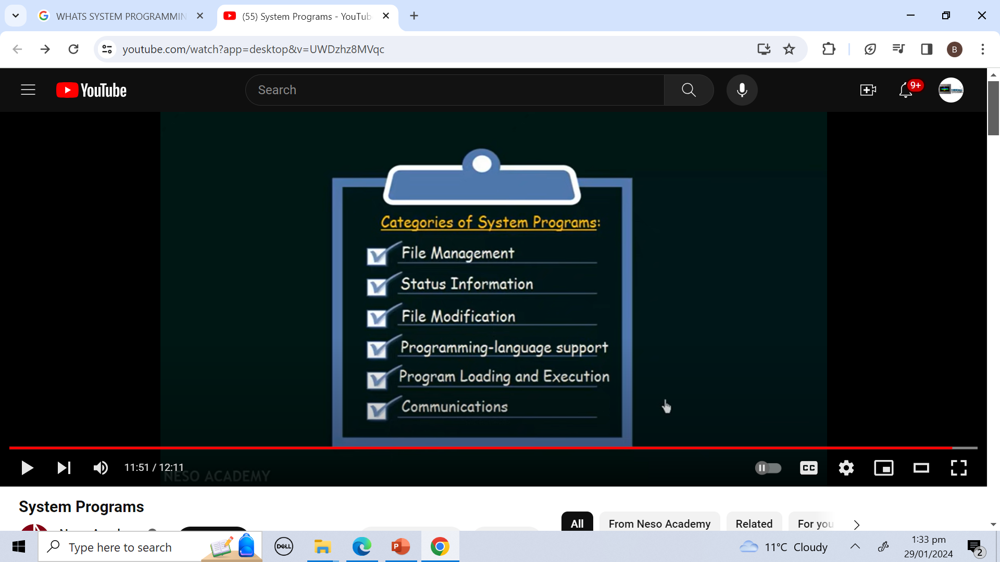 WHATS SYSTEM PROGRAMMIN
(55) System Programs - YouTub
youtube.com/watch?app=desktop&v=UWDzhz8MVqc
B
YouTube
Search
9+
Categories of System Programs:
File Management
Status Information
File Modification
Programming-language support
Program Loading and Execution
Communications
11:51 / 12:11
CC
NESO ACADEMY
System Programs
All
From Neso Academy
Related
For you
Type here to search
DELL
11°C Cloudy
1:33 pm
29/01/2024
2